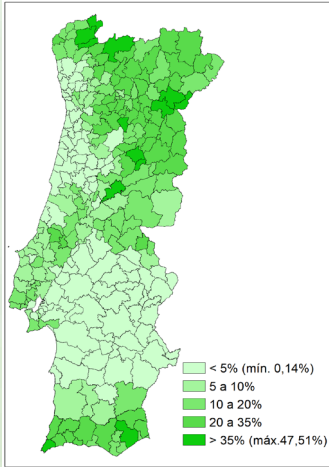 < 5% (mín. 0,14%)
5 a 10%
10 a 20%
20 a 35%
> 35% (máx.47,51%)